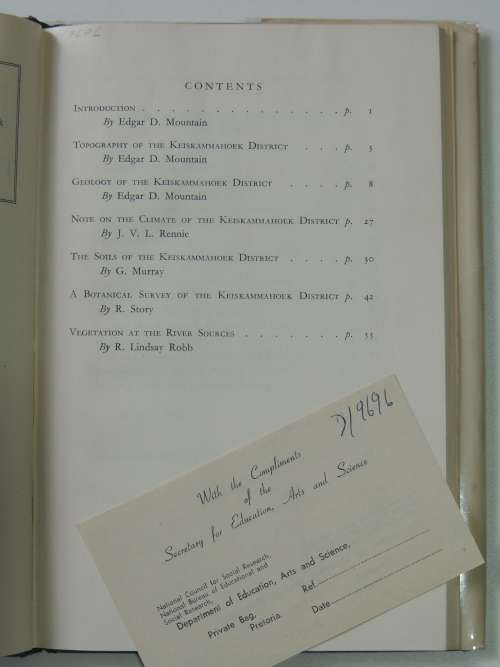 CONTENTS
INTRODUCTION . . . . . . . . . . . . . . p. 1
By Edgar D. Mountain
TOPOGRAPHY OF THE KEISKAMMAHOEK DISTRICT . . . p. 5
By Edgar D. Mountain
GEOLOGY OF THE KEISKAMMAHOEK DISTRICT . . . . p. 8
By Edgar D. Mountain
NOTE ON THE CLIMATE OF THE KEISKAMMAHOEK DISTRICT p. 27
By J. V. L. Rennie
THE SOILS OF THE KEISKAMMAHOEK DISTRICT . . . . p. 30
By G. Murray
A BOTANICAL SURVEY OF THE KEISKAMMAHOEK DISTRICT p. 42
By R. Story
VEGETATION AT THE RIVER SOURCES . . . . . . . p. 55
By R. Lindsay Robb
D/9696
With the Compliments
of the
Secretary for Education, Arts and Science
National Council for Social Research,
National Bureau of Educational and
Social Research,
Department of Education, Arts and Science,
Private Bag,
Pretoria.
Ref.
Date